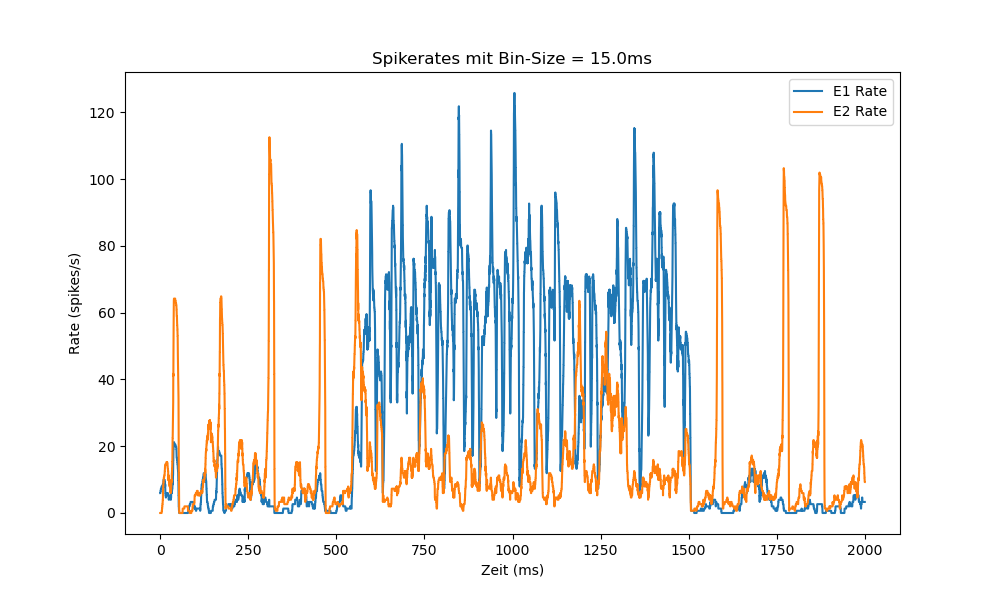 Spikerates mit Bin-Size = 15.0ms
E1 Rate
E2 Rate
Rate (spikes/s)
120
100
80
60
40
20
0
0 250 500 750 1000 1250 1500 1750 2000
Zeit (ms)